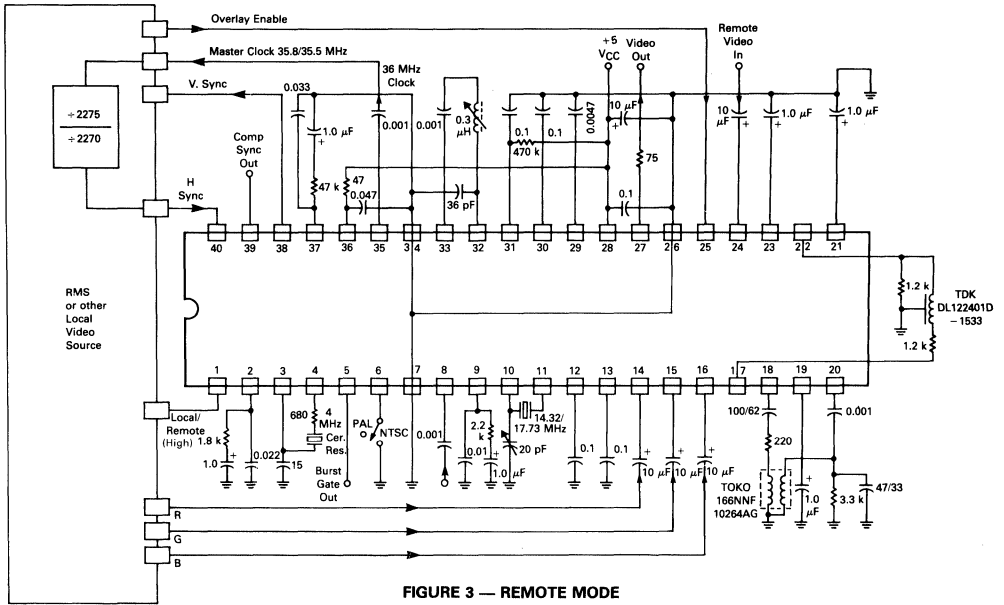 Overlay Enable
Master Clock 35.8/35.5 MHz
V. Sync
36 MHz
Clock
+5
VCC
Video
Out
Remote
Video
In
÷2275
÷2270
0.033
1.0 µF
+
0.001
0.001
0.3
µH
0.1
0.1
0.0047
10 µF
+
10
µF
+
1.0 µF
+
1.0 µF
+
Comp
Sync
Out
470 k
75
H
Sync
47 k
47
0.047
36 pF
0.1
40
39
38
37
36
35
34
33
32
31
30
29
28
27
26
25
24
23
22
21
RMS
or other
Local
Video
Source
1.2 k
TDK
DL122401D
-1533
1.2 k
1
2
3
4
5
6
7
8
9
10
11
12
13
14
15
16
17
18
19
20
Local/
Remote
(High)
1.8 k
1.0
+
0.022
680
4
MHz
Cer.
Res.
15
Burst
Gate
Out
PAL
NTSC
0.001
2.2
k
0.01
+
1.0 µF
14.32/
17.73 MHz
20 pF
0.1
0.1
+
10 µF
+
10 µF
+
10 µF
100/62
220
TOKO
166NNF
10264AG
+
1.0
µF
0.001
3.3 k
47/33
R
G
B
FIGURE 3 — REMOTE MODE